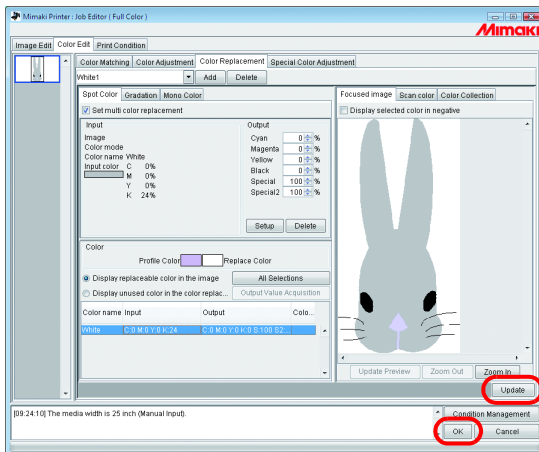 Mimaki Printer : Job Editor ( Full Color )
Mimaki
Image Edit Color Edit Print Condition
Color Matching Color Adjustment Color Replacement Special Color Adjustment
White1 Add Delete
Spot Color Gradation Mono Color
Focused image Scan color Color Collection
Set multi color replacement
Display selected color in negative
Input
Output
Image
Color mode
Color name White
Input color C 0%
M 0%
Y 0%
K 24%
Cyan 0 %
Magenta 0 %
Yellow 0 %
Black 0 %
Special 100 %
Special2 100 %
Setup Delete
Color
Profile Color Replace Color
Display replaceable color in the image All Selections
Display unused color in the color replac... Output Value Acquisition
Color name Input Output Colo...
White C:0 M:0 Y:0 K:24 C:0 M:0 Y:0 K:0 S:100 S2:...
Update Preview Zoom Out Zoom In
Update
[09:24:10] The media width is 25 inch (Manual Input).
Condition Management
OK Cancel